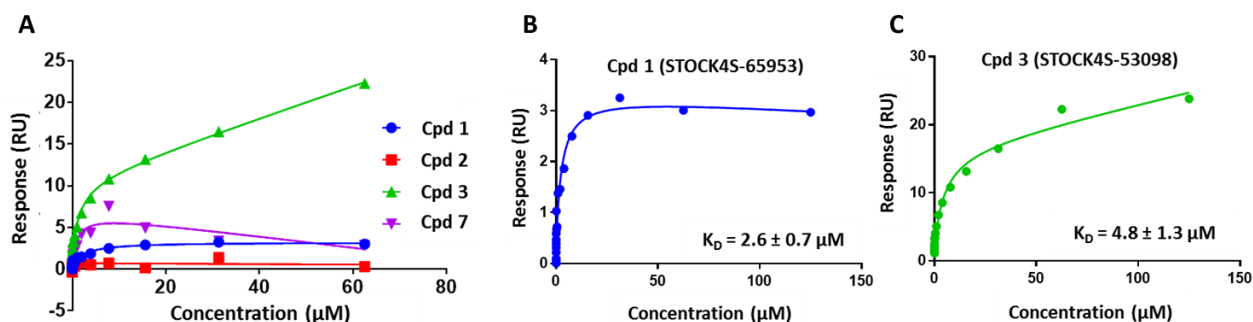 A
Response (RU)
25
20
15
10
5
0
-5
0
20
40
60
80
Concentration (µM)
Cpd 1
Cpd 2
Cpd 3
Cpd 7
B
Cpd 1 (STOCK4S-65953)
Response (RU)
4
3
2
1
0
0
50
100
150
K_D = 2.6 ± 0.7 µM
Concentration (µM)
C
Cpd 3 (STOCK4S-53098)
Response (RU)
30
20
10
0
0
50
100
150
K_D = 4.8 ± 1.3 µM
Concentration (µM)